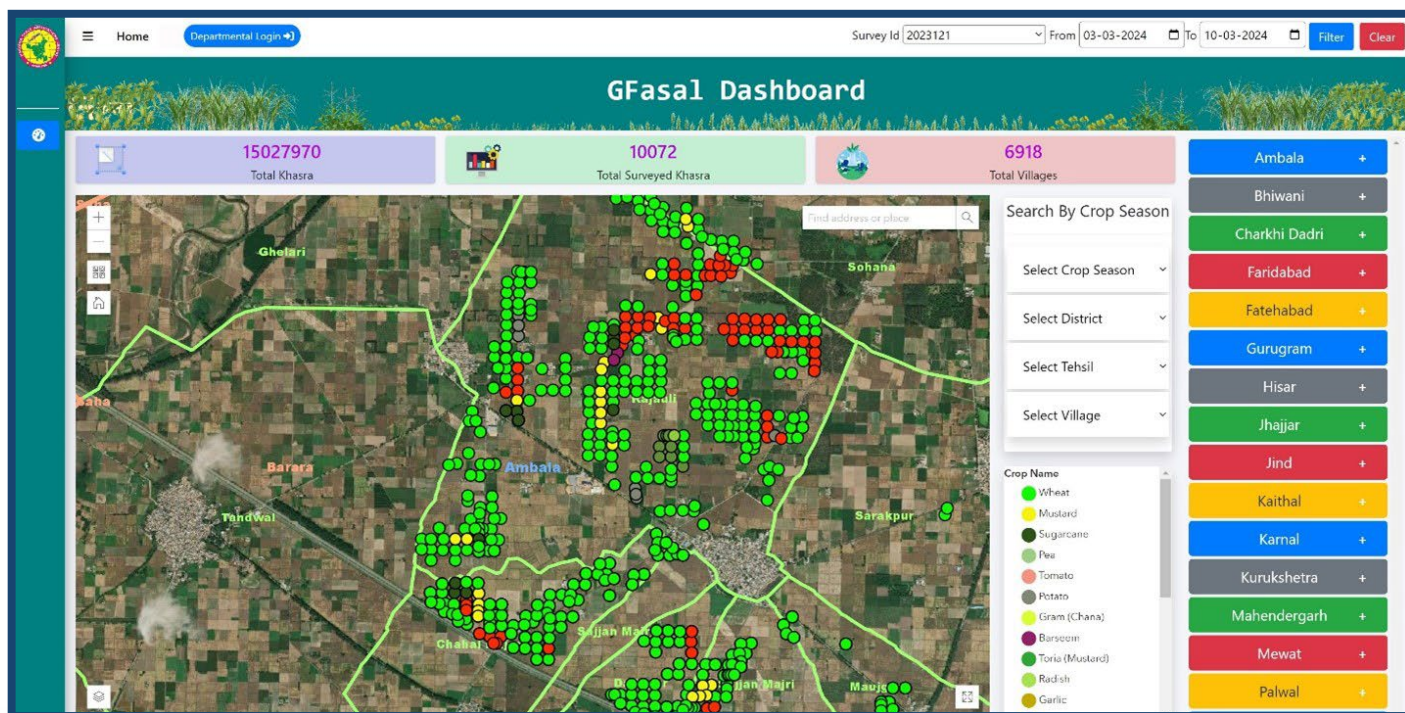 Home
Departmental Login
Survey Id 2023121 From 03-03-2024 To 10-03-2024 Filter Clear
GFasal Dashboard
15027970
Total Khasra
10072
Total Surveyed Khasra
6918
Total Villages
Find address or place
Ghelari
Sohana
Saha
Rajauli
Barara
Ambala
Tandwal
Sarakpur
Search By Crop Season
Select Crop Season
Select District
Select Tehsil
Select Village
Crop Name
Wheat
Mustard
Sugarcane
Pea
Tomato
Potato
Gram (Chana)
Barseem
Toria (Mustard)
Radish
Garlic
Ambala +
Bhiwani +
Charkhi Dadri +
Faridabad +
Fatehabad +
Gurugram +
Hisar +
Jhajjar +
Jind +
Kaithal +
Karnal +
Kurukshetra +
Mahendergarh +
Mewat +
Palwal +